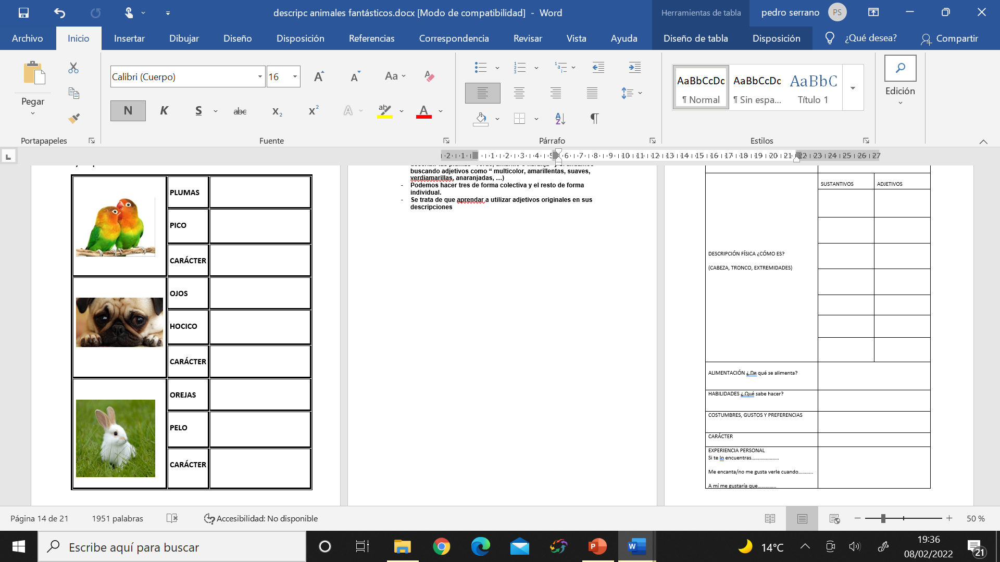 descripc animales fantásticos.docx [Modo de compatibilidad] - Word
Herramientas de tabla
pedro serrano
PS
Archivo
Inicio
Insertar
Dibujar
Diseño
Disposición
Referencias
Correspondencia
Revisar
Vista
Ayuda
Diseño de tabla
Disposición
¿Qué desea?
Compartir
Pegar
Portapapeles
Calibri (Cuerpo)
16
Aa
N K S abc X2 X2 A ab A
Fuente
Párrafo
AaBbCcDc
¶ Normal
AaBbCcDc
¶ Sin espa...
AaBbC
Título 1
Estilos
Edición
2 1 1 2 3 4 5 6 7 8 9 10 11 12 13 14 15 16 17 18 19 20 21 22 23 24 25 26 27
PLUMAS
PICO
CARÁCTER
OJOS
HOCICO
CARÁCTER
OREJAS
PELO
CARÁCTER
buscando adjetivos como “ multicolor, amarillentas, suaves,
verdiamarillas, anaranjadas, …)
- Podemos hacer tres de forma colectiva y el resto de forma
individual.
- Se trata de que aprendar a utilizar adjetivos originales en sus
descripciones
SUSTANTIVOS
ADJETIVOS
DESCRIPCIÓN FÍSICA ¿CÓMO ES?
(CABEZA, TRONCO, EXTREMIDADES)
ALIMENTACIÓN ¿ De qué se alimenta?
HABILIDADES ¿ Qué sabe hacer?
COSTUMBRES, GUSTOS Y PREFERENCIAS
CARÁCTER
EXPERIENCIA PERSONAL
Si te lo encuentras....................
Me encanta/no me gusta verle cuando...........
A mí me gustaría que..............
Página 14 de 21
1951 palabras
Accesibilidad: No disponible
50 %
Escribe aquí para buscar
14°C
19:36
08/02/2022
21